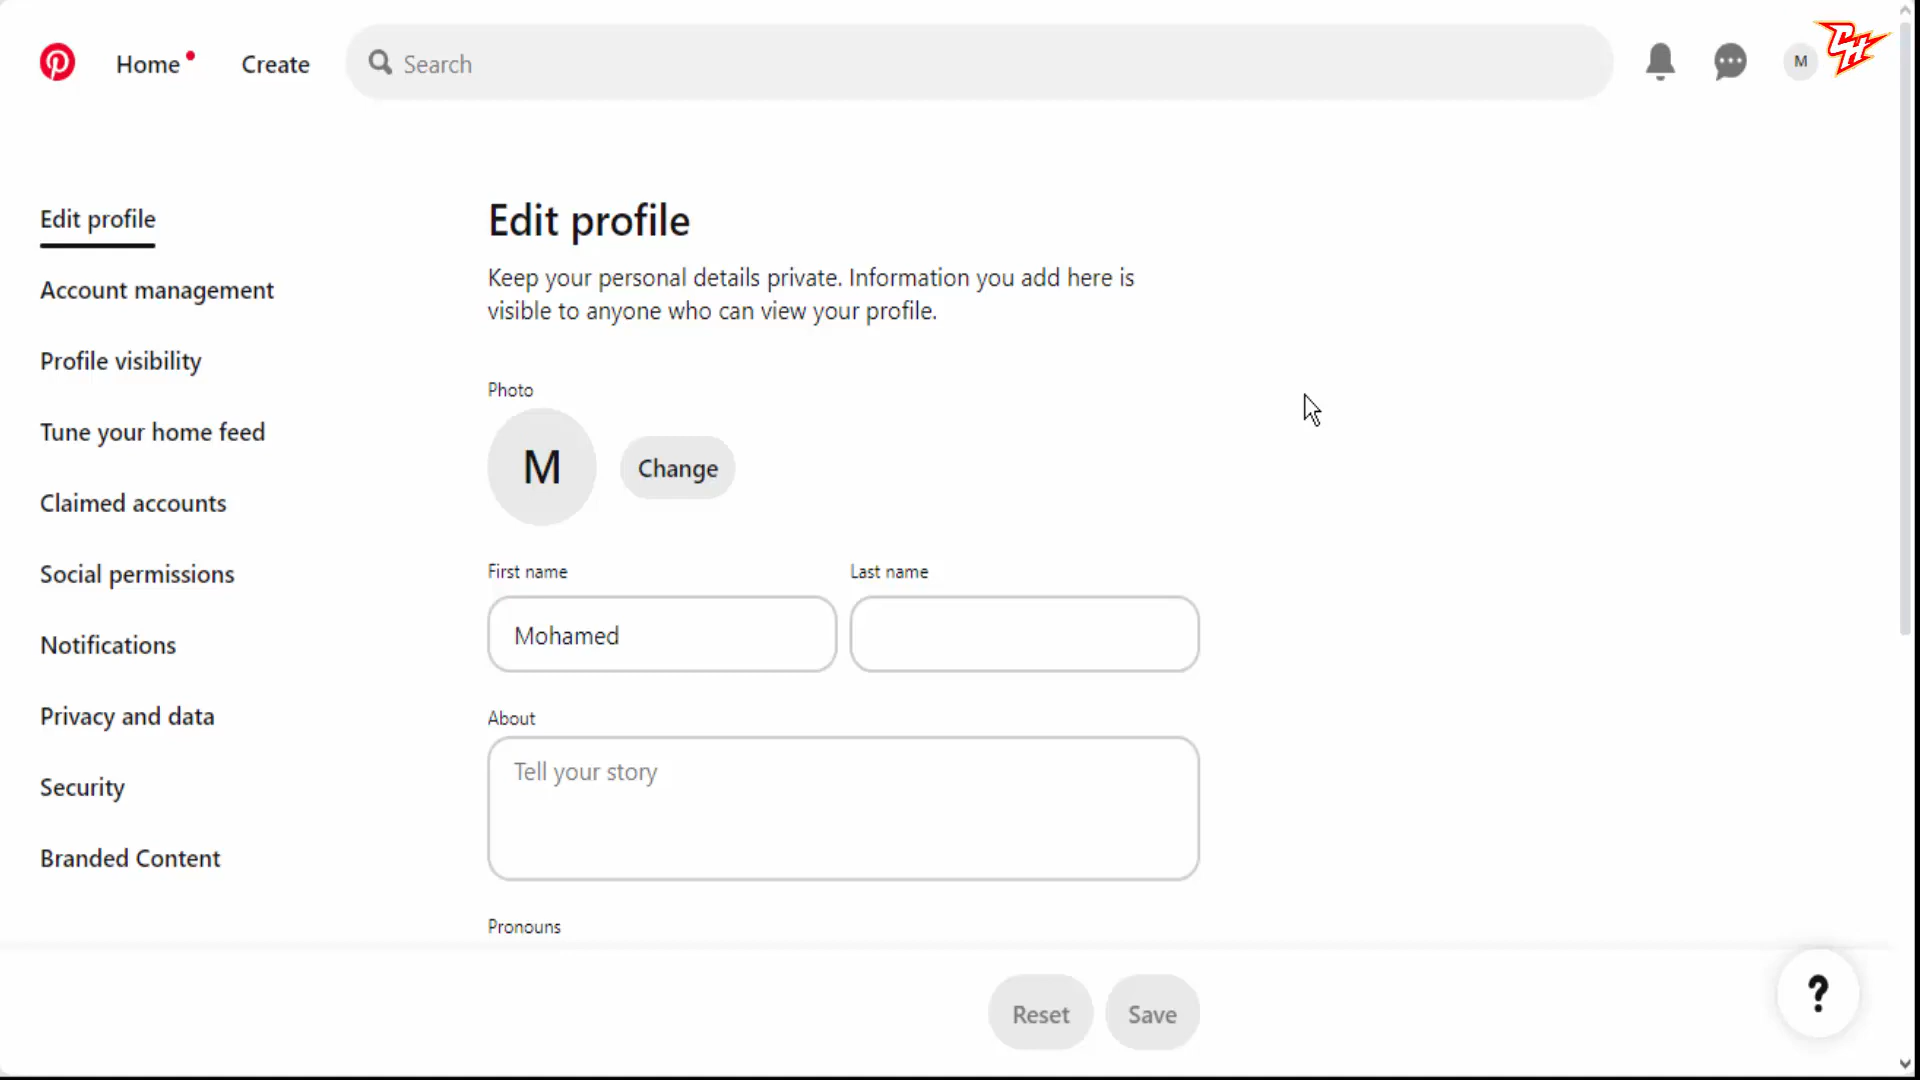 Home
Create
Search
M
CH
Edit profile
Account management
Profile visibility
Tune your home feed
Claimed accounts
Social permissions
Notifications
Privacy and data
Security
Branded Content
Edit profile
Keep your personal details private. Information you add here is
visible to anyone who can view your profile.
Photo
M
Change
First name
Last name
Mohamed
About
Tell your story
Pronouns
Reset
Save
?